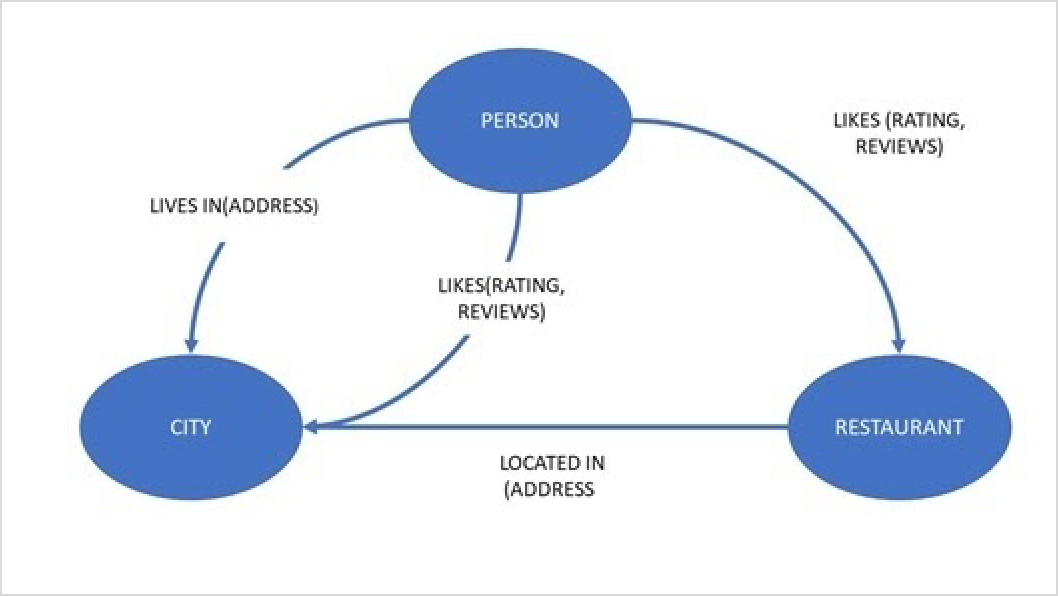 PERSON
LIKES (RATING,
REVIEWS)
LIVES IN(ADDRESS)
LIKES(RATING,
REVIEWS)
CITY
RESTAURANT
LOCATED IN
(ADDRESS